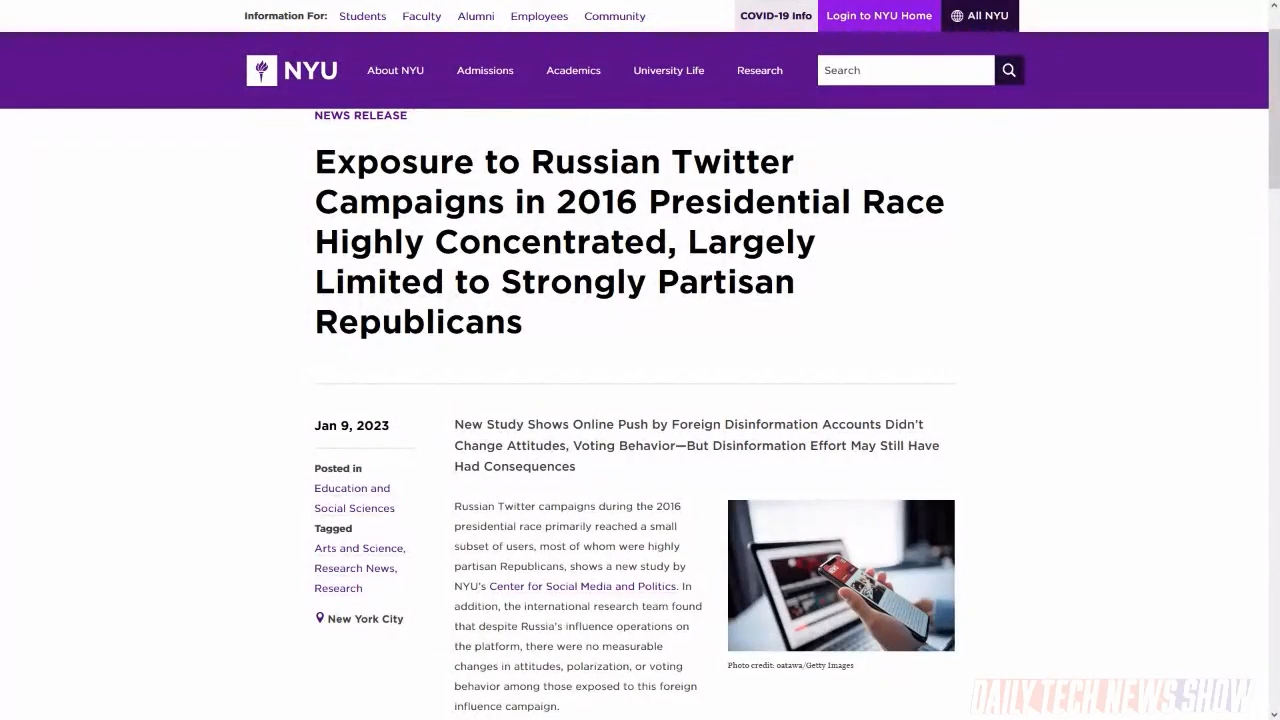 Information For: Students Faculty Alumni Employees Community COVID-19 Info Login to NYU Home All NYU
NYU About NYU Admissions Academics University Life Research Search
NEWS RELEASE
Exposure to Russian Twitter
Campaigns in 2016 Presidential Race
Highly Concentrated, Largely
Limited to Strongly Partisan
Republicans
Jan 9, 2023
Posted in
Education and
Social Sciences
Tagged
Arts and Science,
Research News,
Research
New York City
New Study Shows Online Push by Foreign Disinformation Accounts Didn't
Change Attitudes, Voting Behavior—But Disinformation Effort May Still Have
Had Consequences
Russian Twitter campaigns during the 2016
presidential race primarily reached a small
subset of users, most of whom were highly
partisan Republicans, shows a new study by
NYU's Center for Social Media and Politics. In
addition, the international research team found
that despite Russia's influence operations on
the platform, there were no measurable
changes in attitudes, polarization, or voting
behavior among those exposed to this foreign
influence campaign.
Photo credit: oatawa/Getty Images
DAILY TECH NEWS SHOW